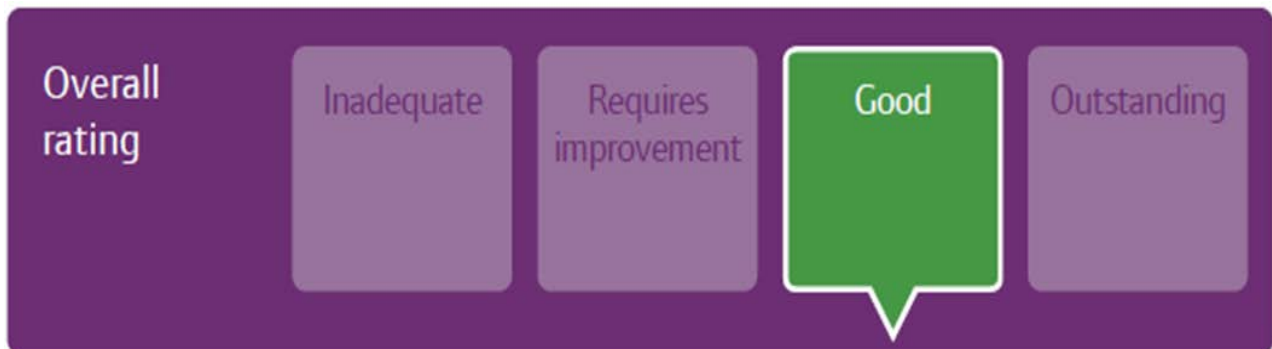 Overall
rating
Inadequate
Requires
improvement
Good
Outstanding